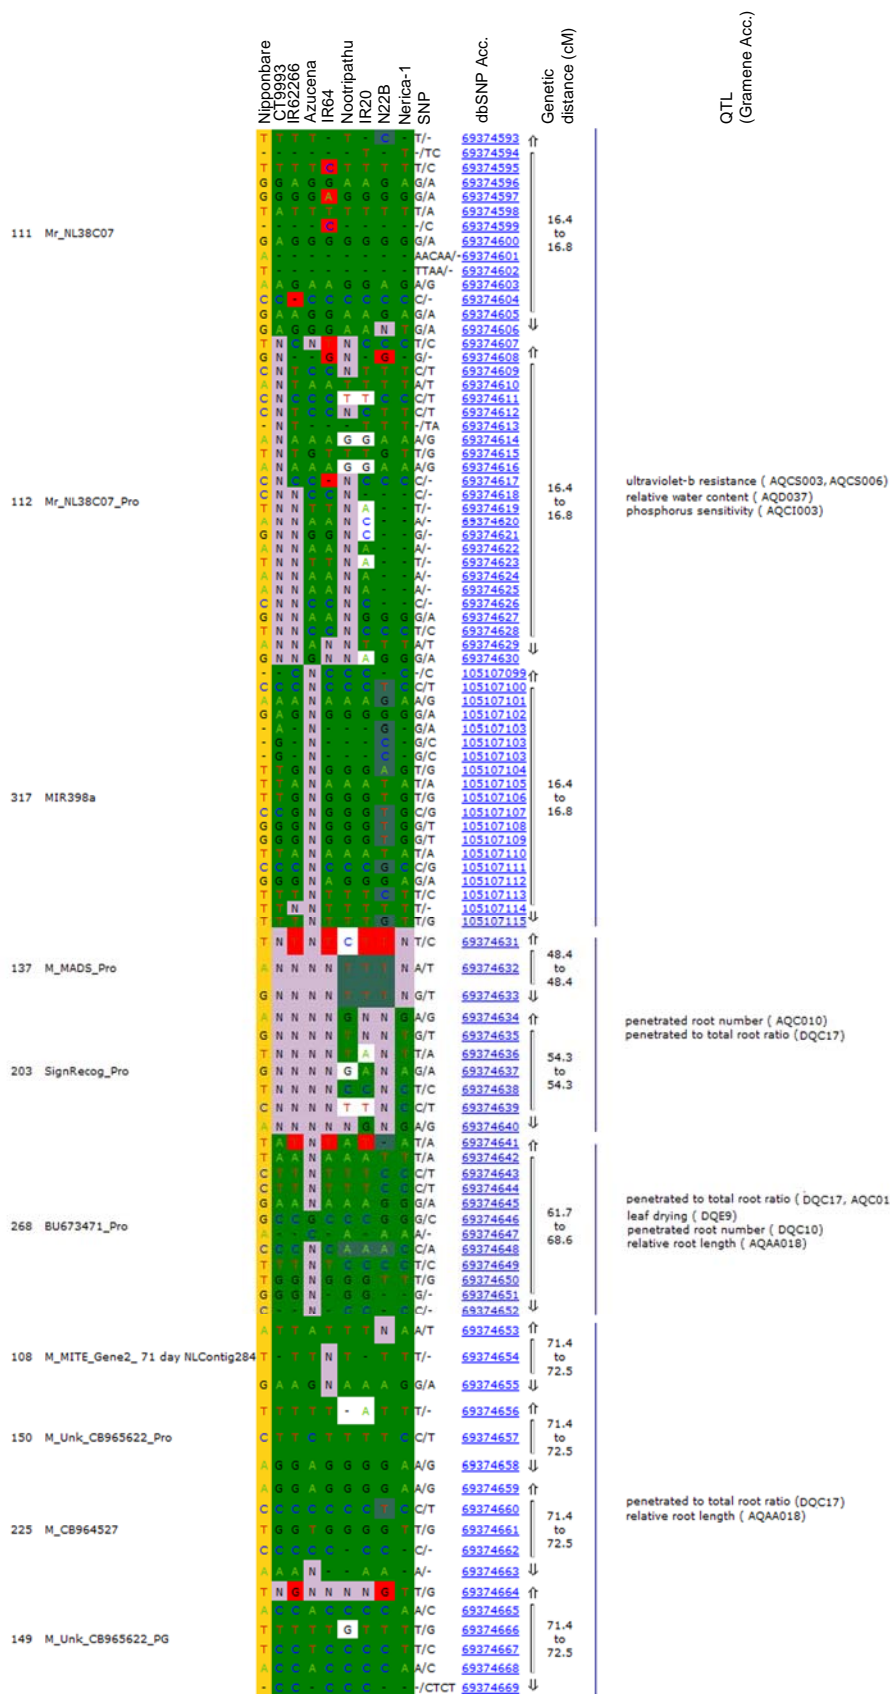 Nipponbare CT9993 IR62266 Azucena IR64 Nootripathu IR20 N22B Nerica-1 SNP dbSNP Acc. Genetic distance (cM) QTL (Gramene Acc.)
T T T T - T - C - T/- 69374593
- - - - - - T - T -/TC 69374594
T T T T C T T T T T/C 69374595
G G A G G A A G A G/A 69374596
G G G G A G G G G G/A 69374597
T A T T T T T T T T/A 69374598
- - - - C - - - - -/C 69374599
G A G G G G G G G G/A 69374600
111 Mr_NL38C07 16.4 to 16.8
A - - - - - - - - AACAA/- 69374601
T - - - - - - - - TTAA/- 69374602
A A G A A G G A G A/G 69374603
C C - C C C C C C C/- 69374604
G A A G G A A G A G/A 69374605
G A G G G A A N T G/A 69374606
T N C N T N C C C T/C 69374607
G N - - G N - G - G/- 69374608
C N T C C N T T T C/T 69374609
A N T A A T T T T A/T 69374610
C N C C C T T C C C/T 69374611
C N T C C N C T T C/T 69374612
- N T - - T T T -/TA 69374613
A N A A A G G A A A/G 69374614
T N T G T T T G T T/G 69374615
A N A A A G G A A A/G 69374616
C N C C - N C C C C/- 69374617
C N N C C N - - - C/- 69374618
112 Mr_NL38C07_Pro 16.4 to 16.8
ultraviolet-b resistance ( AQCS003, AQCS006)
relative water content ( AQD037)
phosphorus sensitivity ( AQCI003)
T N N T T N A - - T/- 69374619
A N N A A N C - - A/- 69374620
G N N G G N C - - G/- 69374621
A N N A A N A - - A/- 69374622
T N N T T N A - - T/- 69374623
A N N A A N A - - A/- 69374624
A N N A A N A - - A/- 69374625
C N N C C N C - - C/- 69374626
G N N A A N G G G G/A 69374627
T N N C C N C C C T/C 69374628
A N N A N N T T T A/T 69374629
G N N G N N A G G G/A 69374630
- - C N C C C - C -/C 105107099
C C C N C C C T C C/T 105107100
A A A N A A A G A A/G 105107101
G A G N G G G G G G/A 105107102
- A - N - - - G - G/A 105107103
- G - N - - - C - G/C 105107103
- G - N - - - C - G/C 105107103
T T G N G G G A G T/G 105107104
T T A N A A A T A T/A 105107105
T T G N G G G T G T/G 105107106
317 MIR398a 16.4 to 16.8
C C G N G G G T G C/G 105107107
G G G N G G G T G G/T 105107108
G G G N G G G T G G/T 105107109
T T A N A A A T A T/A 105107110
C C C N C C C G C C/G 105107111
G G G N A G G G A G/A 105107112
T T T N T T T C T T/C 105107113
T T N N T T T T T T/- 105107114
T T T N T T T G T T/G 105107115
T N T N T C T T N T/C 69374631
137 M_MADS_Pro 48.4 to 48.4
A N N N N T T T N A/T 69374632
G N N N N T T T N G/T 69374633
A N N N N G N N G A/G 69374634
G N N N N T N N T G/T 69374635
penetrated root number ( AQC010)
penetrated to total root ratio (DQC17)
T N N N N T A N T T/A 69374636
203 SignRecog_Pro 54.3 to 54.3
G N N N N G A N A G/A 69374637
T N N N N C C N C T/C 69374638
C N N N N T T N C C/T 69374639
A N N N N N G N G A/G 69374640
T A T N T A T - A T/A 69374641
T A A N A A A T T T/A 69374642
C T T N T T T C C C/T 69374643
C T T N T T T C C C/T 69374644
G A A N A A A G G G/A 69374645
268 BU673471_Pro 61.7 to 68.6
penetrated to total root ratio ( DQC17, AQC01
leaf drying ( DQE9)
penetrated root number ( DQC10)
relative root length ( AQAA018)
G C C G C C C G G G/C 69374646
A - - C - A - A A A/- 69374647
C C C N C A A A C C/A 69374648
T T T N T C C C C T/C 69374649
T G G N G G G T T T/G 69374650
G G G N - G G - - G/- 69374651
C - - N - C C - C C/- 69374652
A T T A T T T N A A/T 69374653
108 M_MITE_Gene2_ 71 day NLContig284 71.4 to 72.5
T - T T N T - T T T/- 69374654
G A A G N A A A G G/A 69374655
T T T T T - A T T T/- 69374656
150 M_Unk_CB965622_Pro 71.4 to 72.5
C T T C T T T T C C/T 69374657
A G G A G G G G A A/G 69374658
A G G A G G G G A A/G 69374659
C C C C C C C T C C/T 69374660
penetrated to total root ratio (DQC17)
relative root length ( AQAA018)
225 M_CB964527 71.4 to 72.5
T G G T G G G G T T/G 69374661
C C C C C - C C - C/- 69374662
A A A N - - A A - A/- 69374663
T N G N N N N G T T/G 69374664
A C C A C C C C A A/C 69374665
T T T T T G T T T T/G 69374666
149 M_Unk_CB965622_PG 71.4 to 72.5
T C C T C C C C T T/C 69374667
A C C A C C C C A A/C 69374668
- C C - C C C C - -/CTCT 69374669